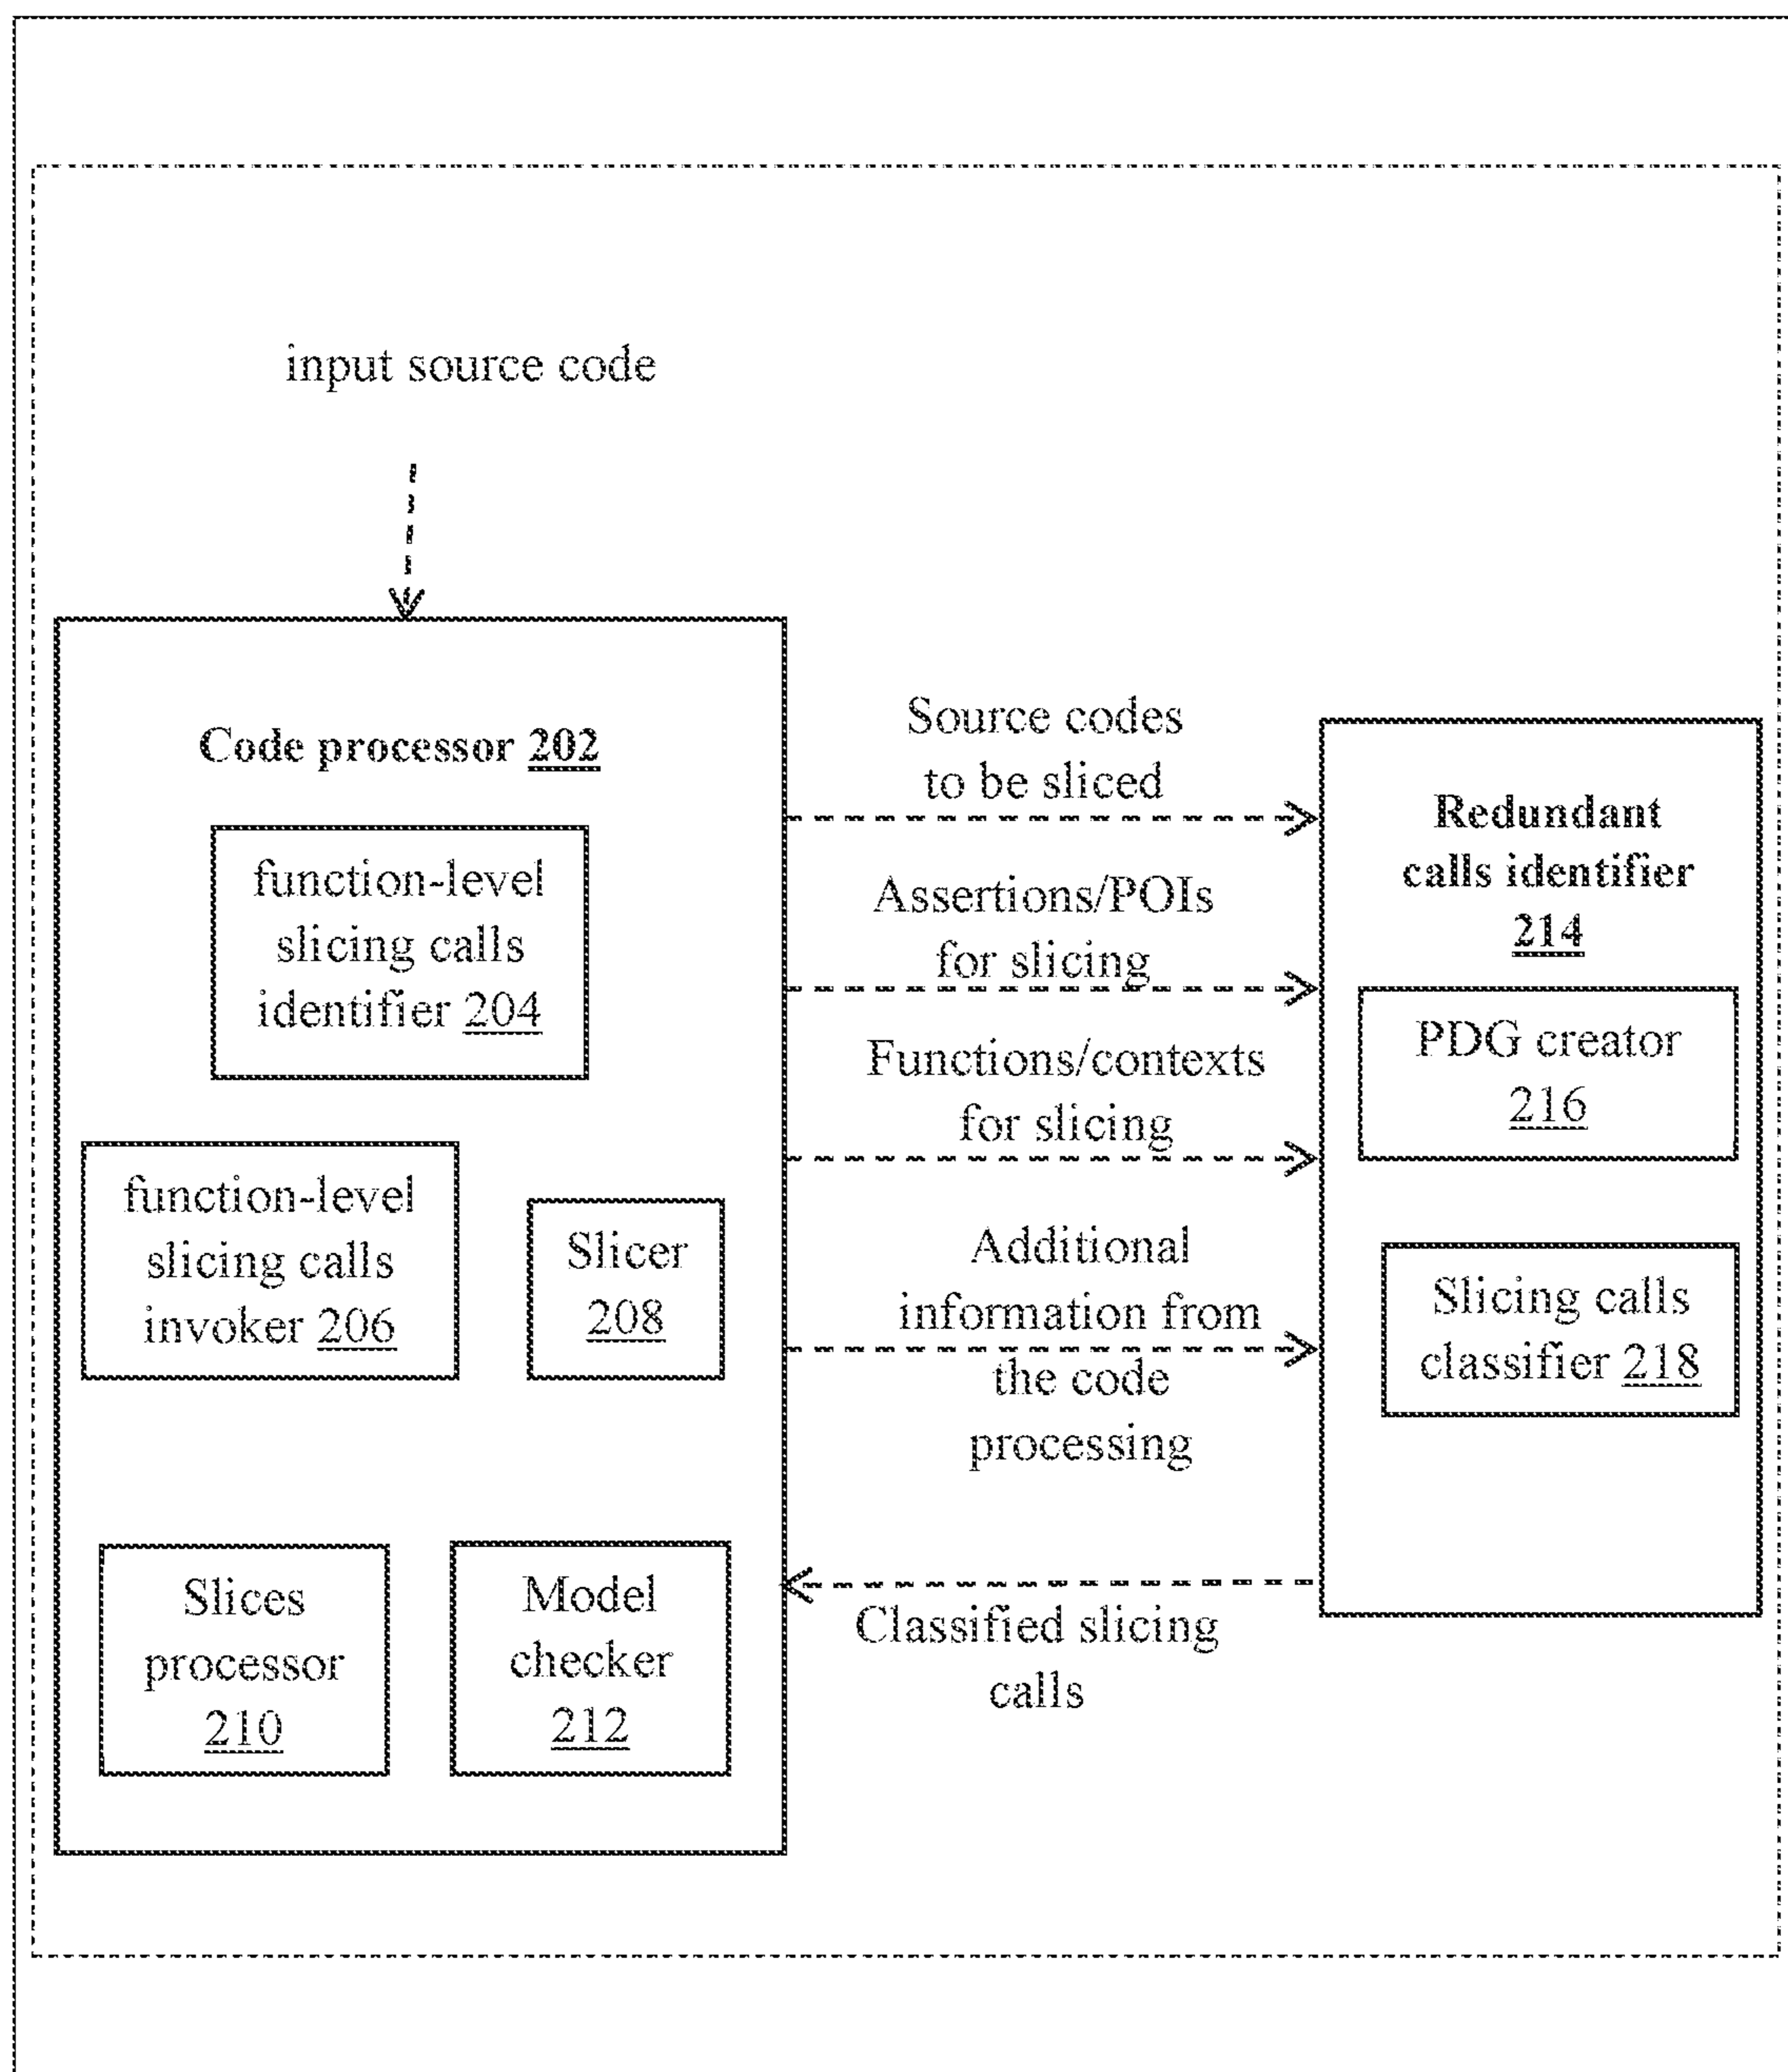 input source code
Code processor 202
function-level
slicing calls
identifier 204
function-level
slicing calls
invoker 206
Slicer
208
Slices
processor
210
Model
checker
212
Source codes
to be sliced
Assertions/POIs
for slicing
Functions/contexts
for slicing
Additional
information from
the code
processing
Classified slicing
calls
Redundant
calls identifier
214
PDG creator
216
Slicing calls
classifier 218